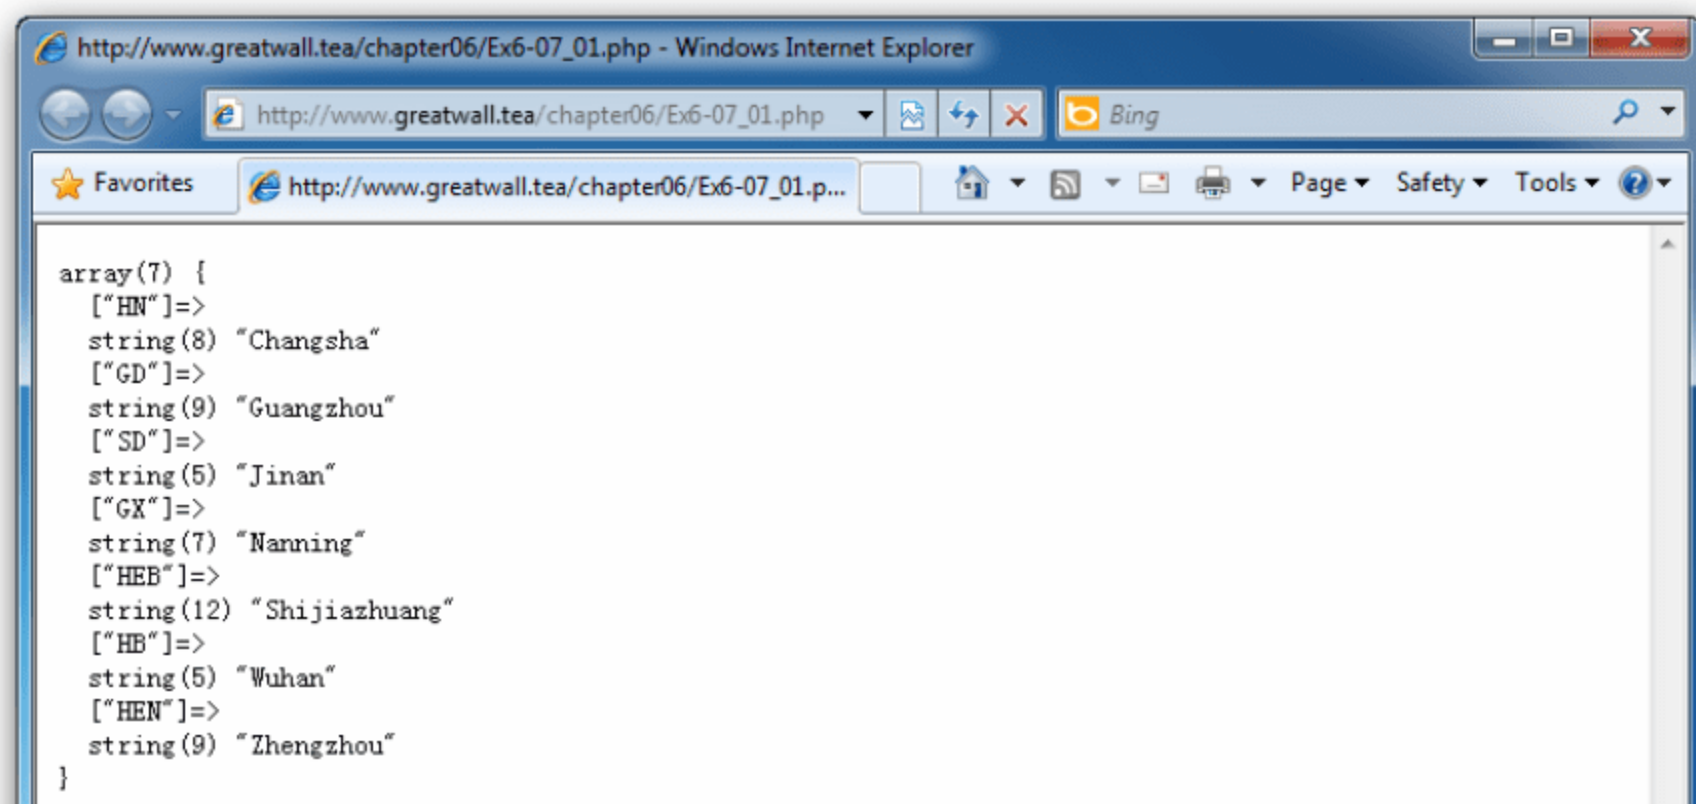 http://www.greatwall.tea/chapter06/Ex6-07_01.php - Windows Internet Explorer
http://www.greatwall.tea/chapter06/Ex6-07_01.php Bing
Favorites http://www.greatwall.tea/chapter06/Ex6-07_01.p... Page Safety Tools
array(7) {
["HN"]=>
string(8) "Changsha"
["GD"]=>
string(9) "Guangzhou"
["SD"]=>
string(5) "Jinan"
["GX"]=>
string(7) "Nanning"
["HEB"]=>
string(12) "Shijiazhuang"
["HB"]=>
string(5) "Wuhan"
["HEN"]=>
string(9) "Zhengzhou"
}